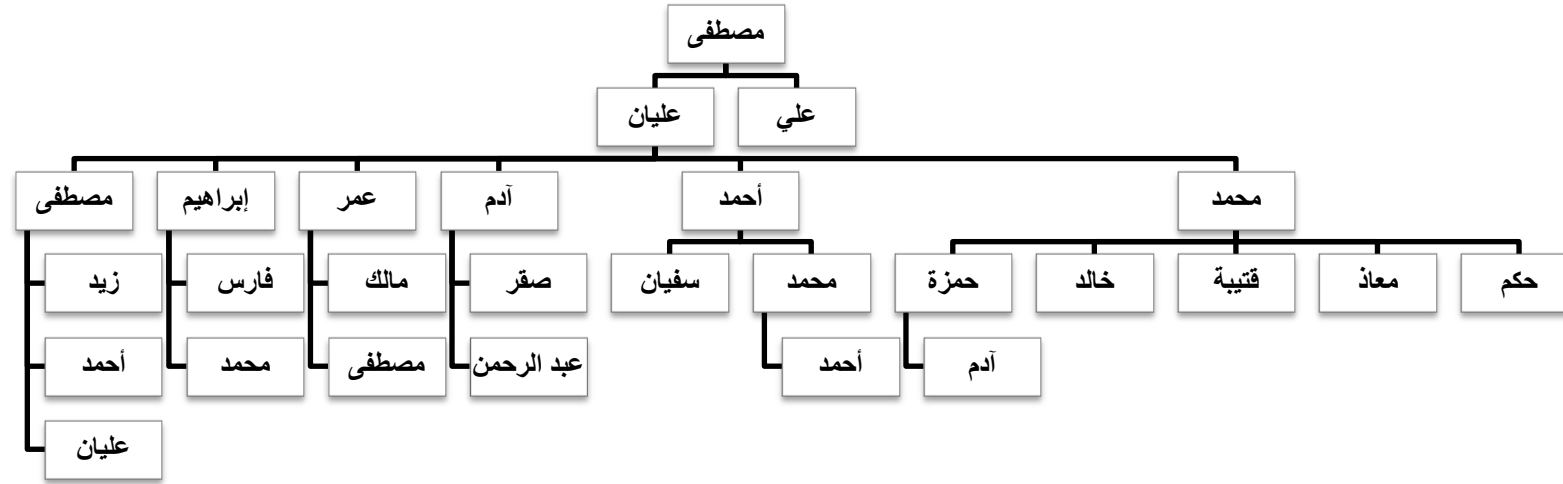 مصطفى
علي
عليان
محمد
أحمد
آدم
عمر
إبراهيم
مصطفى
حكم
معاذ
قتيبة
خالد
حمزة
محمد
سفيان
صقر
مالك
فارس
زيد
آدم
أحمد
عبد الرحمن
مصطفى
محمد
أحمد
عليان